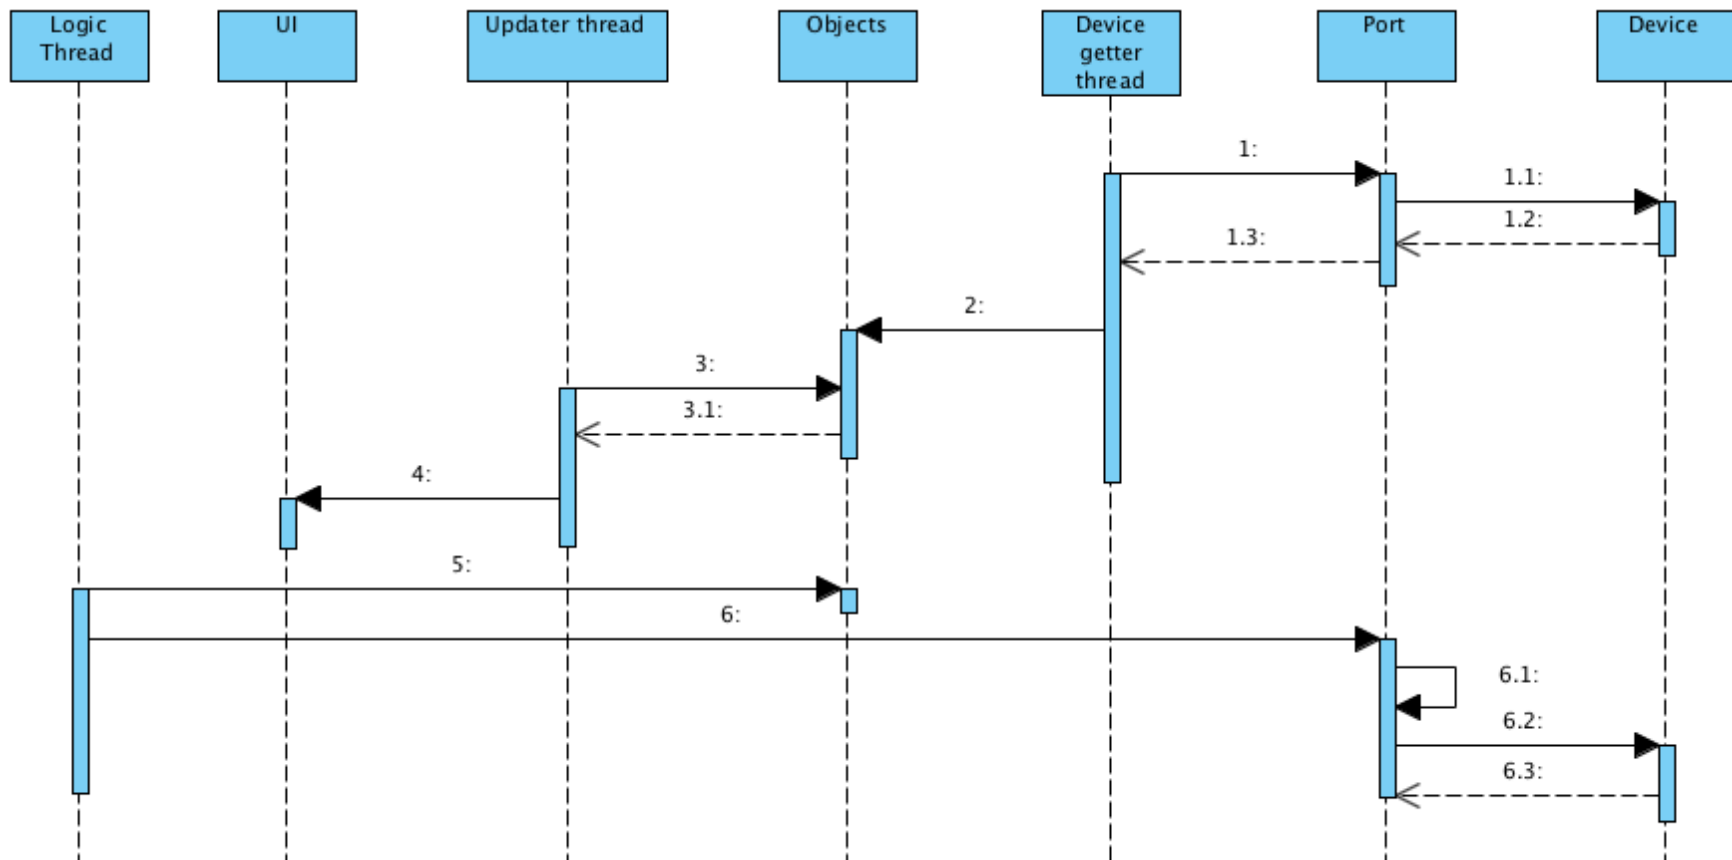 Logic
Thread
UI
Updater thread
Objects
Device
getter
thread
Port
Device
1:
1.1:
1.2:
1.3:
2:
3:
3.1:
4:
5:
6:
6.1:
6.2:
6.3: